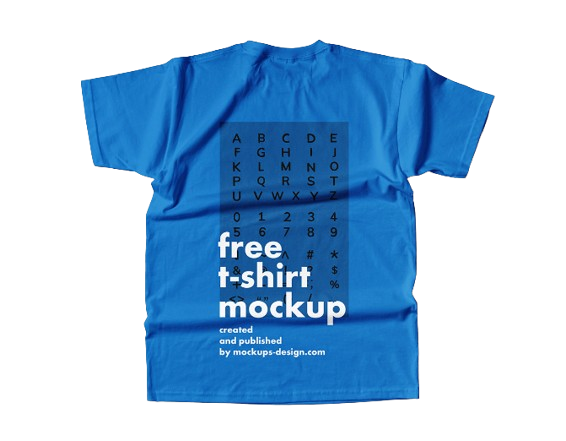 A B C D E
F G H I J
K L M N O
P Q R S T
U V W X Y Z
0 1 2 3 4
5 6 7 8 9
free
^ # *
t-shirt
& $
mockup
+ %
<> /
created
and published
by mockups-design.com